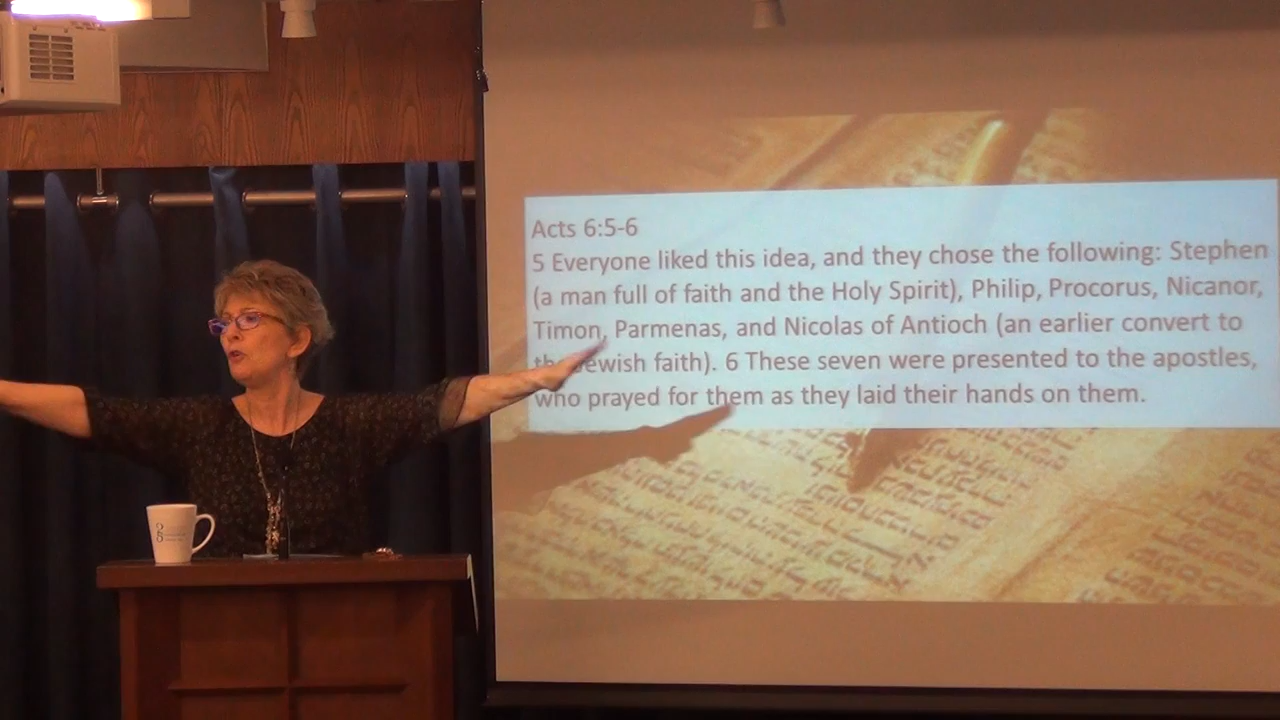 Acts 6:5-6
5 Everyone liked this idea, and they chose the following: Stephen
(a man full of faith and the Holy Spirit), Philip, Procorus, Nicanor,
Timon, Parmenas, and Nicolas of Antioch (an earlier convert to
the Jewish faith). 6 These seven were presented to the apostles,
who prayed for them as they laid their hands on them.